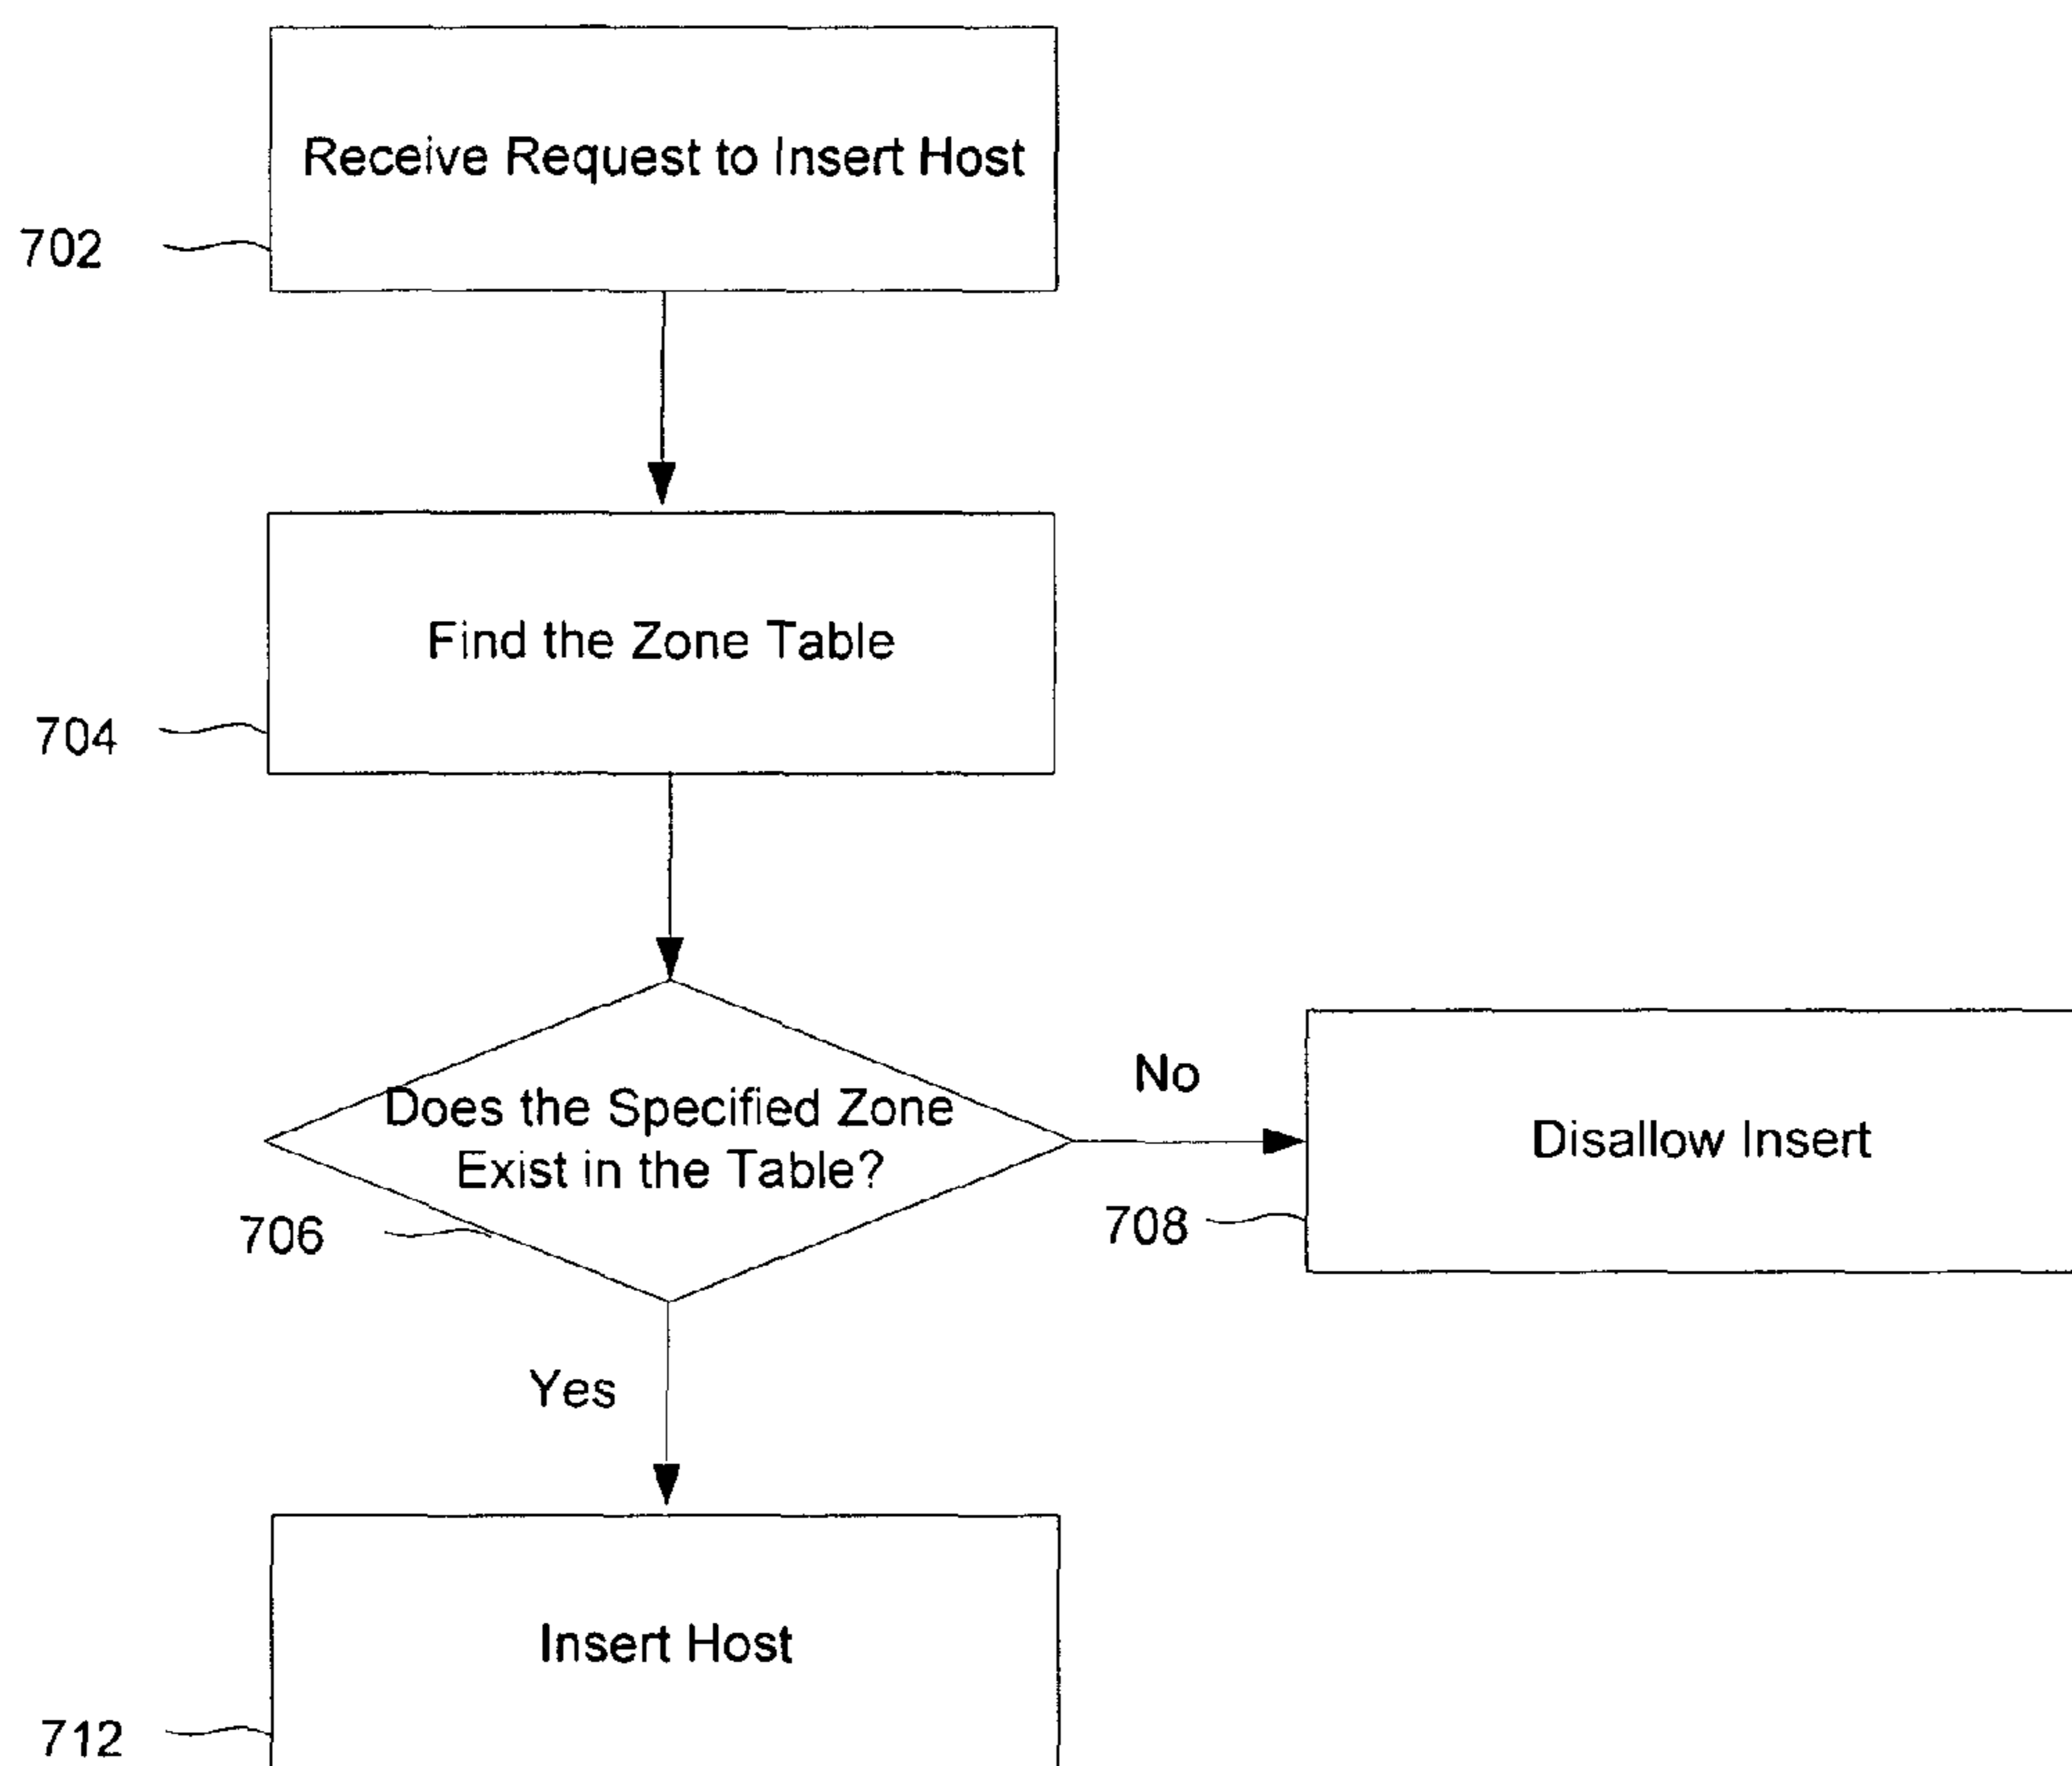 Receive Request to Insert Host
702
Find the Zone Table
704
Does the Specified Zone
Exist in the Table?
706
No
Disallow Insert
708
Yes
Insert Host
712